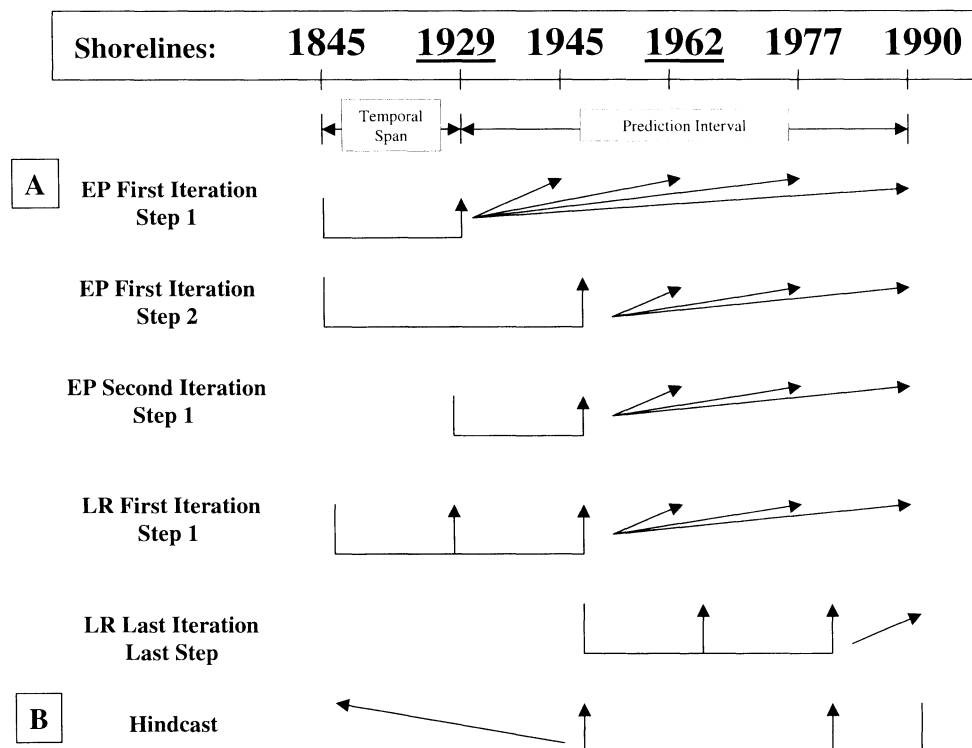 Shorelines: 1845 1929 1945 1962 1977 1990
Temporal
Span
Prediction Interval
A
EP First Iteration
Step 1
EP First Iteration
Step 2
EP Second Iteration
Step 1
LR First Iteration
Step 1
LR Last Iteration
Last Step
B
Hindcast